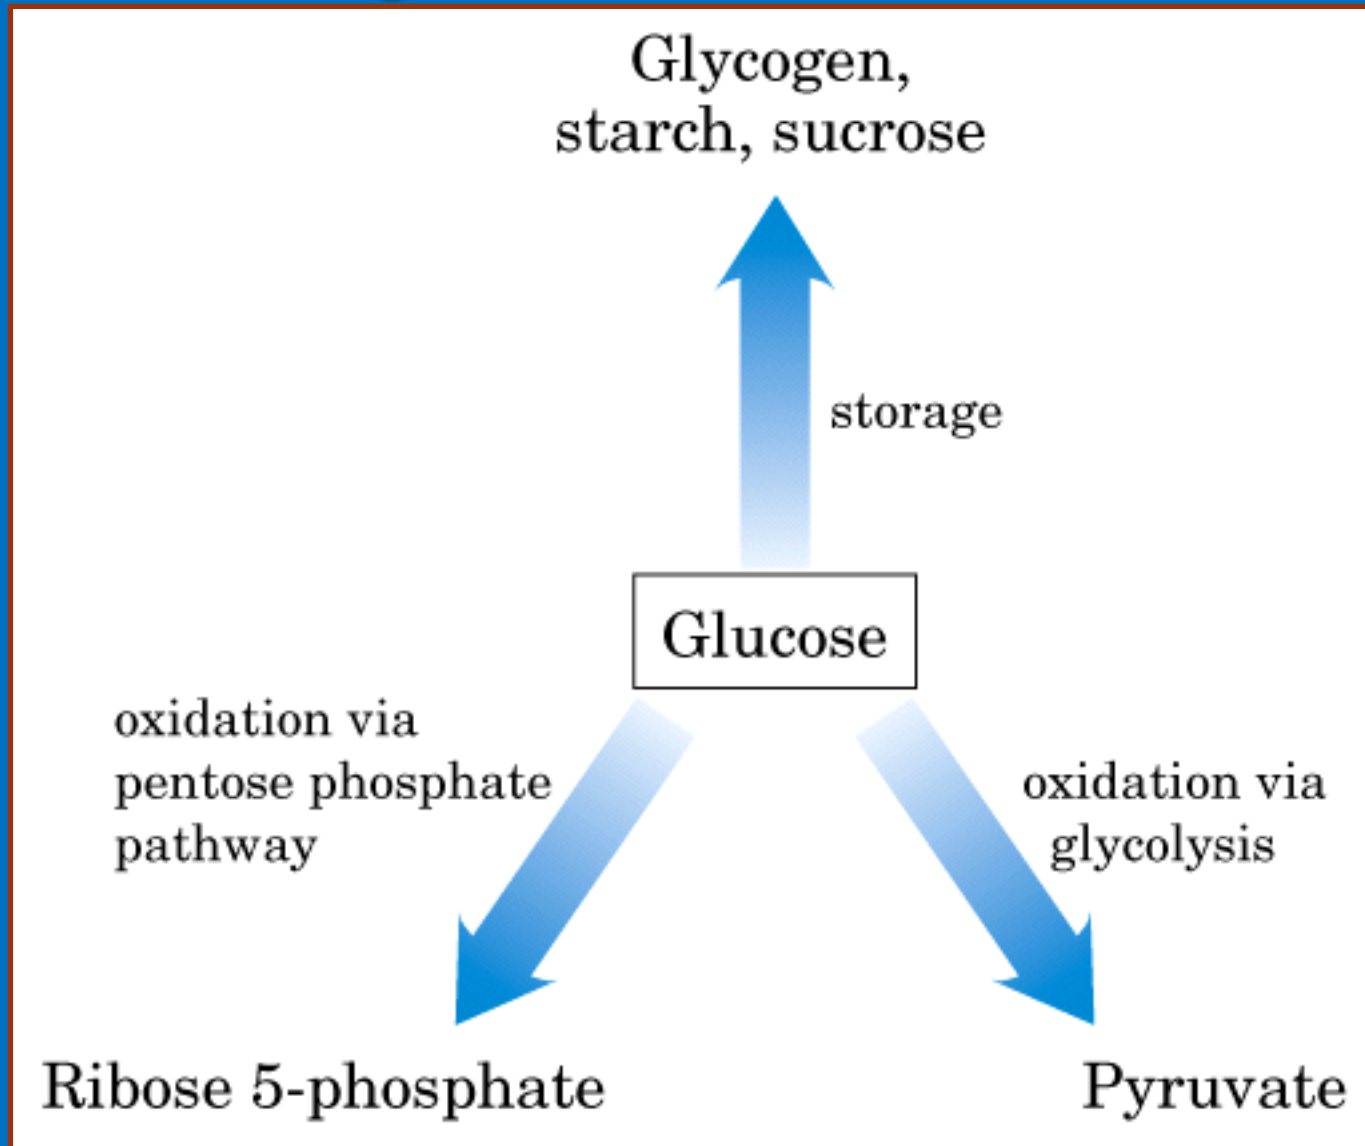 Glycogen,
starch, sucrose
storage
Glucose
oxidation via
pentose phosphate
pathway
oxidation via
glycolysis
Ribose 5-phosphate
Pyruvate